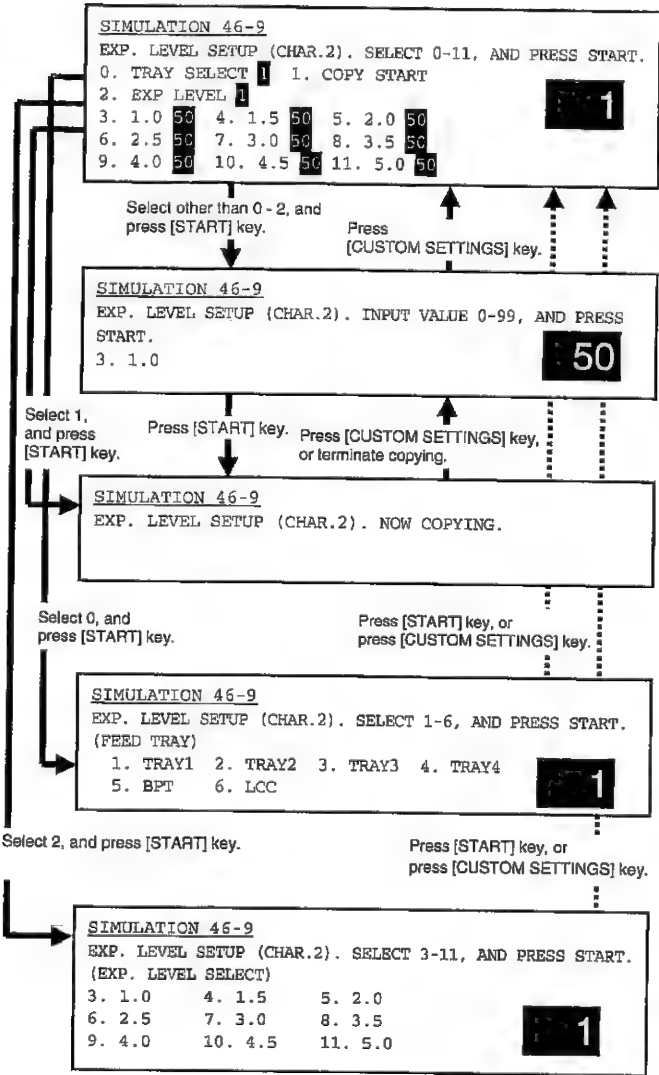 SIMULATION 46-9
EXP. LEVEL SETUP (CHAR.2). SELECT 0-11, AND PRESS START.
0. TRAY SELECT 1 1. COPY START
2. EXP LEVEL 1
1
3. 1.0 50 4. 1.5 50 5. 2.0 50
6. 2.5 50 7. 3.0 50 8. 3.5 50
9. 4.0 50 10. 4.5 50 11. 5.0 50
Select other than 0 - 2, and
press [START] key.
Press
[CUSTOM SETTINGS] key.
SIMULATION 46-9
EXP. LEVEL SETUP (CHAR.2). INPUT VALUE 0-99, AND PRESS
START.
3. 1.0
50
Select 1,
and press
[START] key.
Press [START] key.
Press [CUSTOM SETTINGS] key,
or terminate copying.
SIMULATION 46-9
EXP. LEVEL SETUP (CHAR.2). NOW COPYING.
Select 0, and
press [START] key.
Press [START] key, or
press [CUSTOM SETTINGS] key.
SIMULATION 46-9
EXP. LEVEL SETUP (CHAR.2). SELECT 1-6, AND PRESS START.
(FEED TRAY)
1. TRAY1 2. TRAY2 3. TRAY3 4. TRAY4
5. BPT 6. LCC
1
Select 2, and press [START] key.
Press [START] key, or
press [CUSTOM SETTINGS] key.
SIMULATION 46-9
EXP. LEVEL SETUP (CHAR.2). SELECT 3-11, AND PRESS START.
(EXP. LEVEL SELECT)
3. 1.0 4. 1.5 5. 2.0
6. 2.5 7. 3.0 8. 3.5
9. 4.0 10. 4.5 11. 5.0
1